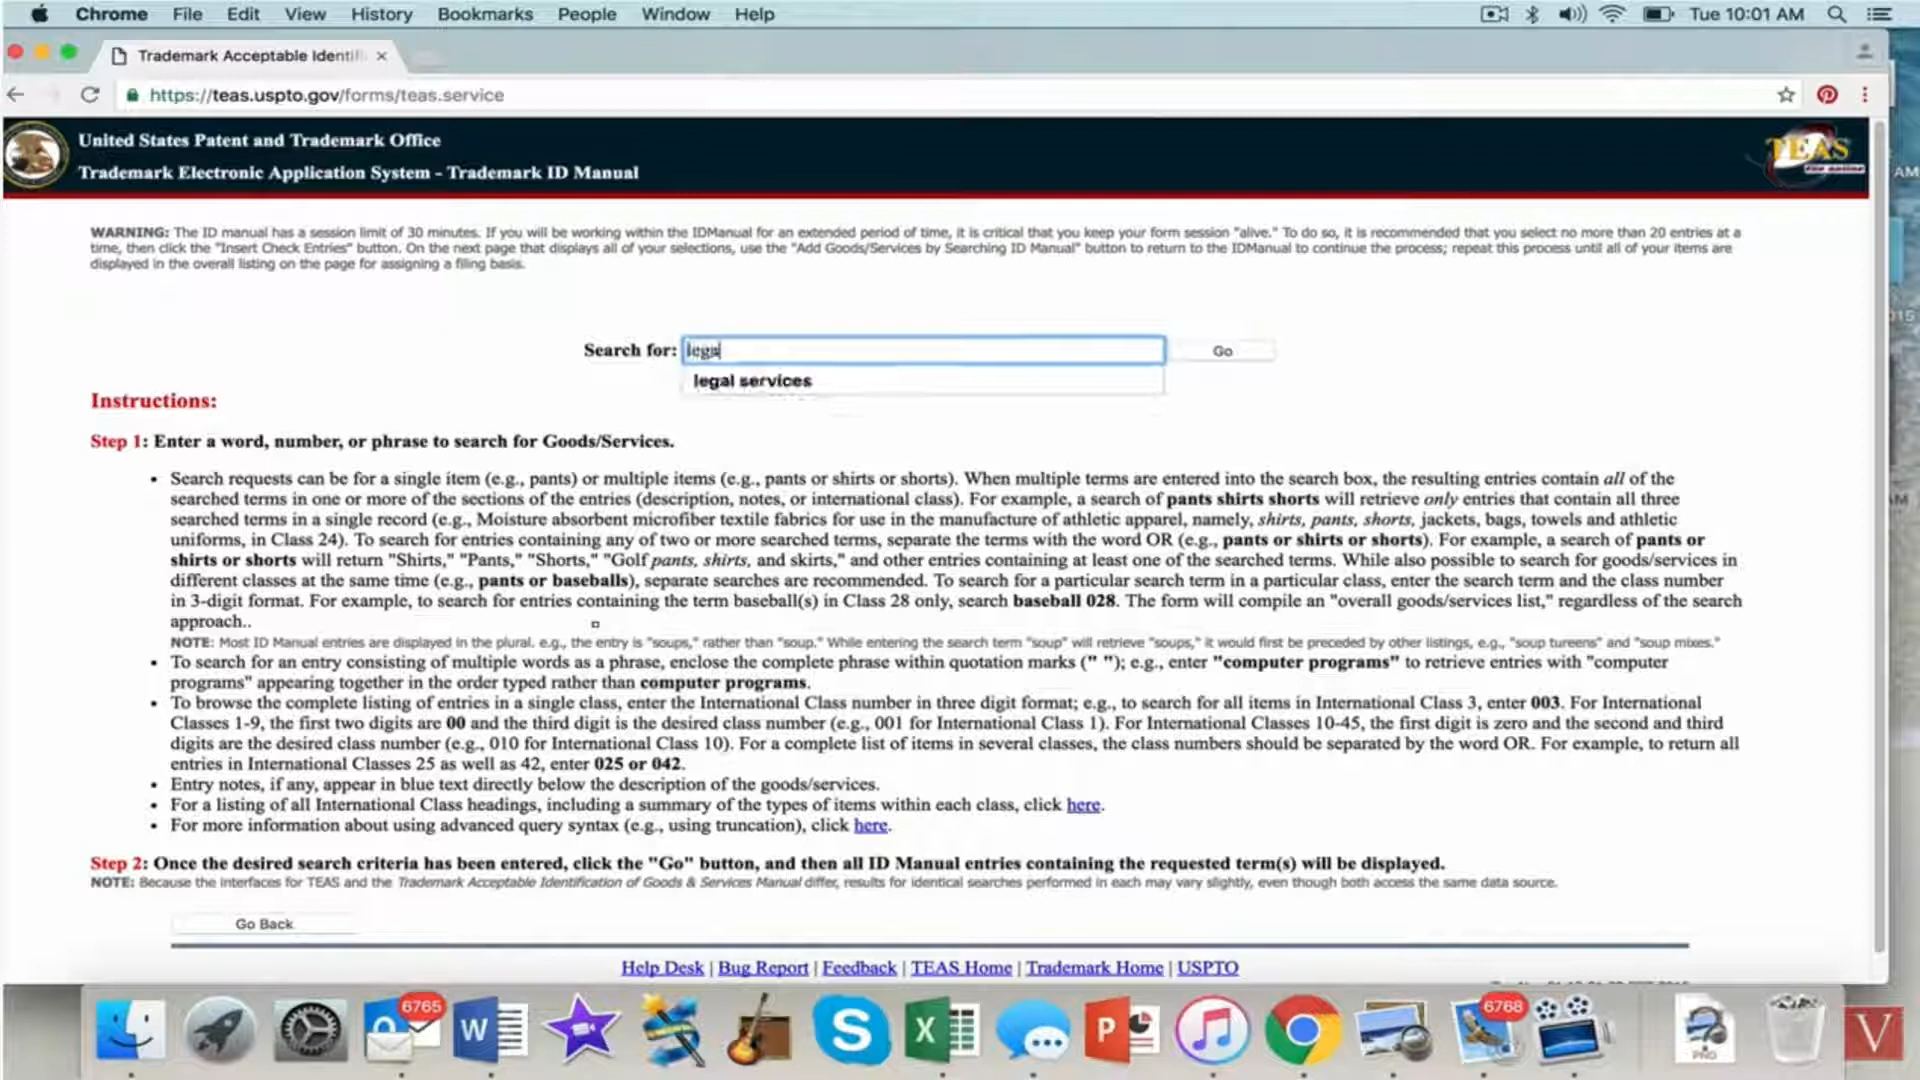 Chrome File Edit View History Bookmarks People Window Help Tue 10:01 AM
Trademark Acceptable Identifi
https://teas.uspto.gov/forms/teas.service
United States Patent and Trademark Office
Trademark Electronic Application System - Trademark ID Manual
TEAS
WARNING: The ID manual has a session limit of 30 minutes. If you will be working within the IDManual for an extended period of time, it is critical that you keep your form session "alive." To do so, it is recommended that you select no more than 20 entries at a
time, then click the "Insert Check Entries" button. On the next page that displays all of your selections, use the "Add Goods/Services by Searching ID Manual" button to return to the IDManual to continue the process; repeat this process until all of your items are
displayed in the overall listing on the page for assigning a filing basis.
Search for: lega Go
legal services
Instructions:
Step 1: Enter a word, number, or phrase to search for Goods/Services.
• Search requests can be for a single item (e.g., pants) or multiple items (e.g., pants or shirts or shorts). When multiple terms are entered into the search box, the resulting entries contain all of the
searched terms in one or more of the sections of the entries (description, notes, or international class). For example, a search of pants shirts shorts will retrieve only entries that contain all three
searched terms in a single record (e.g., Moisture absorbent microfiber textile fabrics for use in the manufacture of athletic apparel, namely, shirts, pants, shorts, jackets, bags, towels and athletic
uniforms, in Class 24). To search for entries containing any of two or more searched terms, separate the terms with the word OR (e.g., pants or shirts or shorts). For example, a search of pants or
shirts or shorts will return "Shirts," "Pants," "Shorts," "Golf pants, shirts, and skirts," and other entries containing at least one of the searched terms. While also possible to search for goods/services in
different classes at the same time (e.g., pants or baseballs), separate searches are recommended. To search for a particular search term in a particular class, enter the search term and the class number
in 3-digit format. For example, to search for entries containing the term baseball(s) in Class 28 only, search baseball 028. The form will compile an "overall goods/services list," regardless of the search
approach..
NOTE: Most ID Manual entries are displayed in the plural. e.g., the entry is "soups," rather than "soup." While entering the search term "soup" will retrieve "soups," it would first be preceded by other listings, e.g., "soup tureens" and "soup mixes."
• To search for an entry consisting of multiple words as a phrase, enclose the complete phrase within quotation marks (" "); e.g., enter "computer programs" to retrieve entries with "computer
programs" appearing together in the order typed rather than computer programs.
• To browse the complete listing of entries in a single class, enter the International Class number in three digit format; e.g., to search for all items in International Class 3, enter 003. For International
Classes 1-9, the first two digits are 00 and the third digit is the desired class number (e.g., 001 for International Class 1). For International Classes 10-45, the first digit is zero and the second and third
digits are the desired class number (e.g., 010 for International Class 10). For a complete list of items in several classes, the class numbers should be separated by the word OR. For example, to return all
entries in International Classes 25 as well as 42, enter 025 or 042.
• Entry notes, if any, appear in blue text directly below the description of the goods/services.
• For a listing of all International Class headings, including a summary of the types of items within each class, click here.
• For more information about using advanced query syntax (e.g., using truncation), click here.
Step 2: Once the desired search criteria has been entered, click the "Go" button, and then all ID Manual entries containing the requested term(s) will be displayed.
NOTE: Because the interfaces for TEAS and the Trademark Acceptable Identification of Goods & Services Manual differ, results for identical searches performed in each may vary slightly, even though both access the same data source.
Go Back
Help Desk | Bug Report | Feedback | TEAS Home | Trademark Home | USPTO
6765 W S X P 6768 PNG V